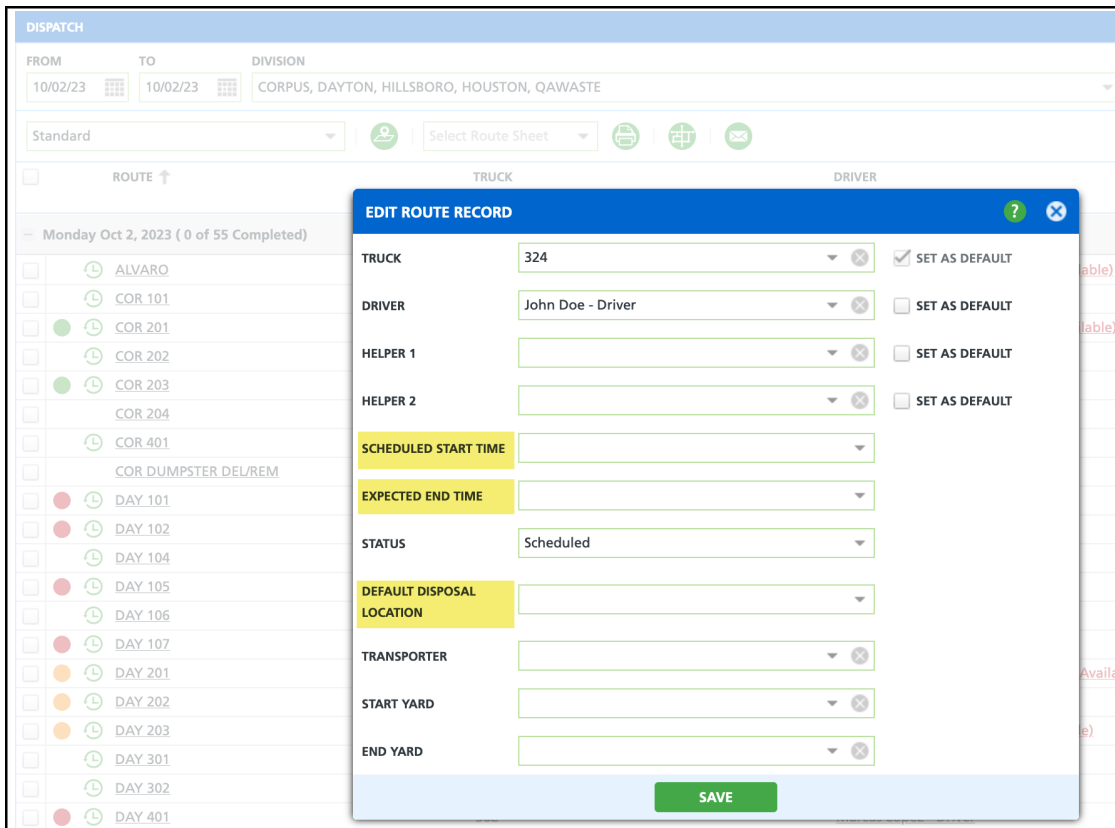 DISPATCH
FROM TO DIVISION
10/02/23 10/02/23 CORPUS, DAYTON, HILLSBORO, HOUSTON, QAWASTE
Standard Select Route Sheet
ROUTE TRUCK DRIVER
Monday Oct 2, 2023 ( 0 of 55 Completed)
ALVARO
COR 101
COR 201
COR 202
COR 203
COR 204
COR 401
COR DUMPSTER DEL/REM
DAY 101
DAY 102
DAY 104
DAY 105
DAY 106
DAY 107
DAY 201
DAY 202
DAY 203
DAY 301
DAY 302
DAY 401
EDIT ROUTE RECORD ?
TRUCK 324 SET AS DEFAULT
DRIVER John Doe - Driver SET AS DEFAULT
HELPER 1 SET AS DEFAULT
HELPER 2 SET AS DEFAULT
SCHEDULED START TIME
EXPECTED END TIME
STATUS Scheduled
DEFAULT DISPOSAL
LOCATION
TRANSPORTER
START YARD
END YARD
SAVE